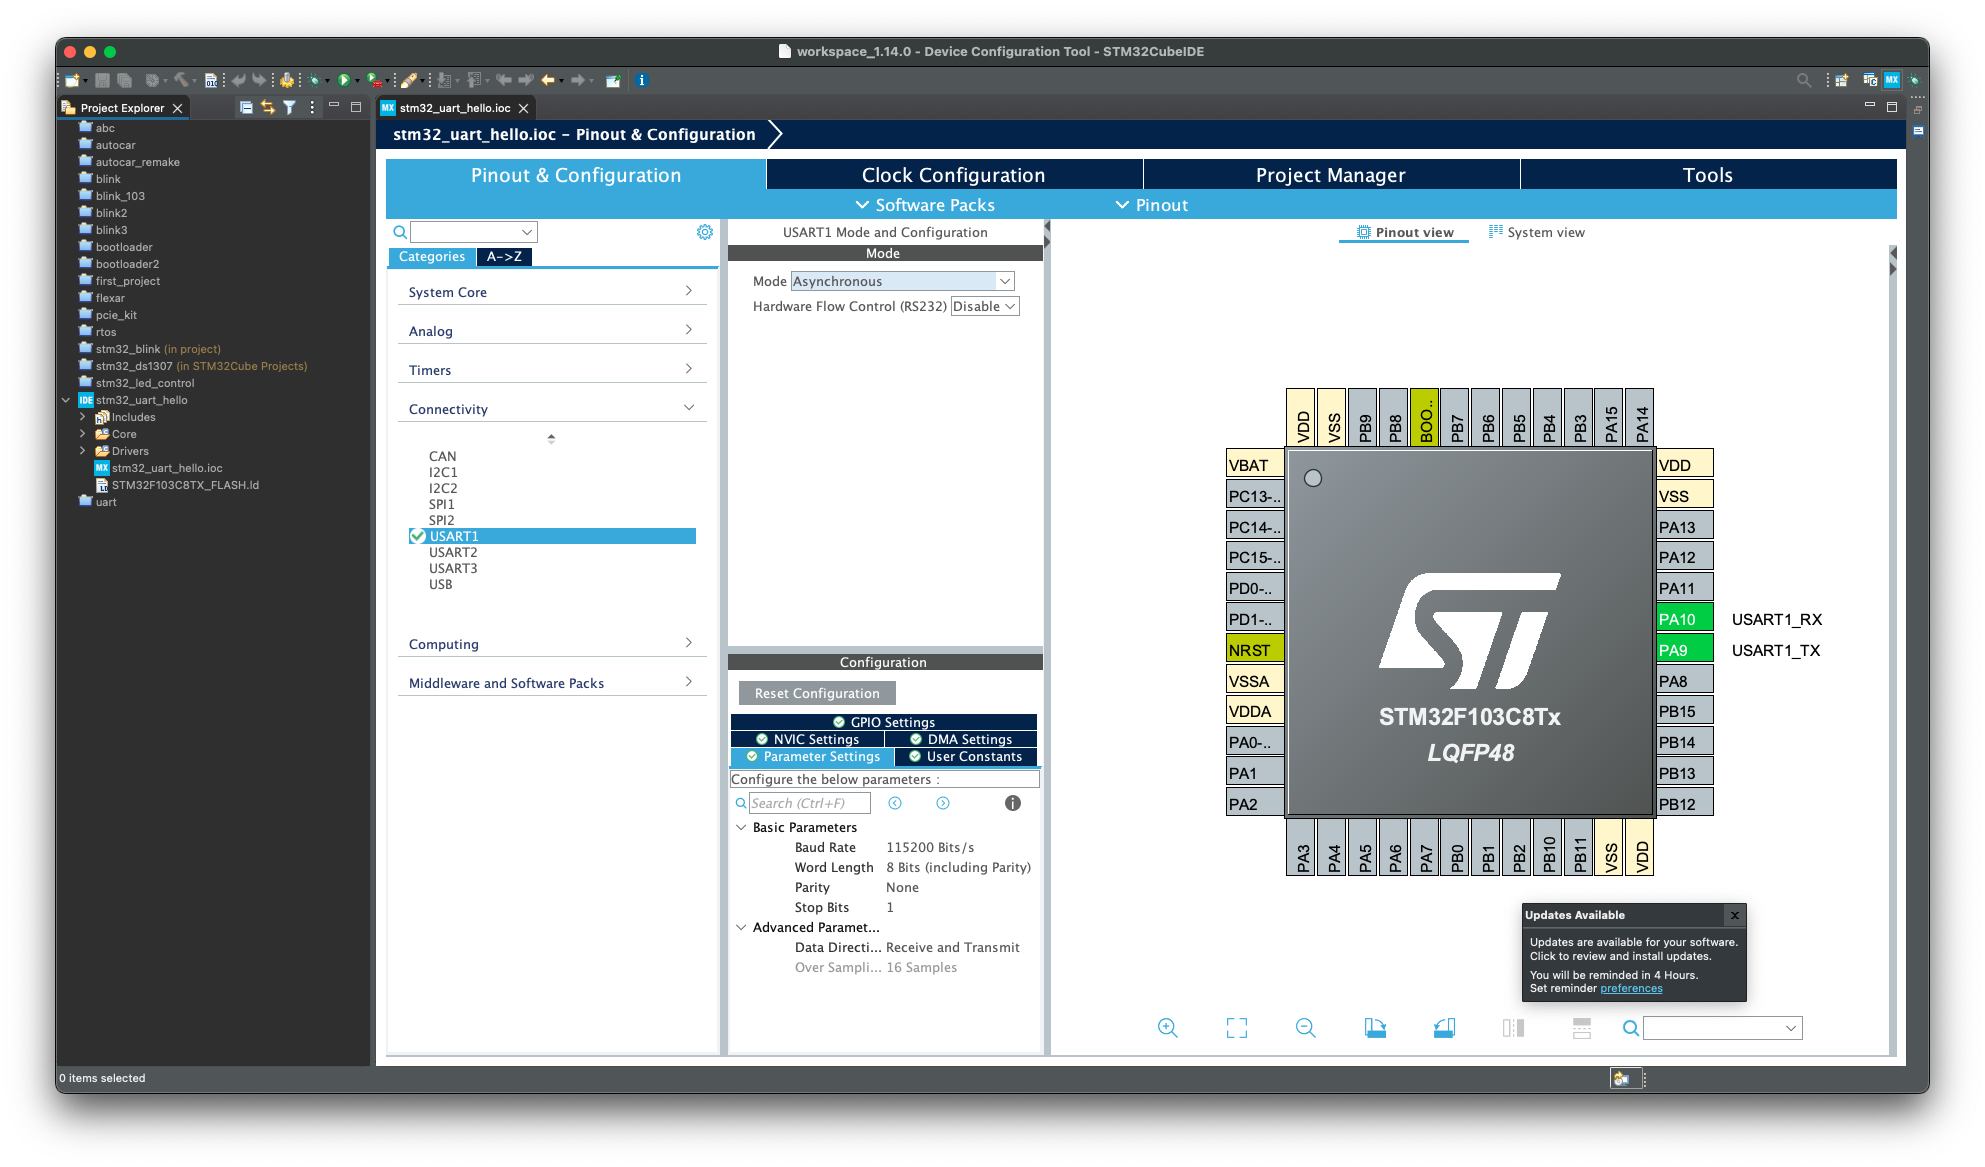 workspace_1.14.0 - Device Configuration Tool - STM32CubeIDE
Project Explorer
abc
autocar
autocar_remake
blink
blink_103
blink2
blink3
bootloader
bootloader2
first_project
flexar
pcie_kit
rtos
stm32_blink (in project)
stm32_ds1307 (in STM32Cube Projects)
stm32_led_control
IDE stm32_uart_hello
Includes
Core
Drivers
MX stm32_uart_hello.ioc
STM32F103C8TX_FLASH.ld
uart
0 items selected
MX stm32_uart_hello.ioc
MX
stm32_uart_hello.ioc - Pinout & Configuration
Pinout & Configuration
Clock Configuration
Project Manager
Tools
Software Packs
Pinout
Categories
A->Z
System Core
Analog
Timers
Connectivity
CAN
I2C1
I2C2
SPI1
SPI2
USART1
USART2
USART3
USB
Computing
Middleware and Software Packs
USART1 Mode and Configuration
Mode
Mode Asynchronous
Hardware Flow Control (RS232) Disable
Configuration
Reset Configuration
GPIO Settings
NVIC Settings
DMA Settings
Parameter Settings
User Constants
Configure the below parameters :
Search (Ctrl+F)
Basic Parameters
Baud Rate 115200 Bits/s
Word Length 8 Bits (including Parity)
Parity None
Stop Bits 1
Advanced Paramet...
Data Directi... Receive and Transmit
Over Sampli... 16 Samples
Pinout view
System view
VDD
VSS
PB9
PB8
BOO..
PB7
PB6
PB5
PB4
PB3
PA15
PA14
VBAT
PC13-..
PC14-..
PC15-..
PD0-..
PD1-..
NRST
VSSA
VDDA
PA0-..
PA1
PA2
VDD
VSS
PA13
PA12
PA11
PA10 USART1_RX
PA9 USART1_TX
PA8
PB15
PB14
PB13
PB12
ST
STM32F103C8Tx
LQFP48
PA3
PA4
PA5
PA6
PA7
PB0
PB1
PB2
PB10
PB11
VSS
VDD
Updates Available
Updates are available for your software.
Click to review and install updates.
You will be reminded in 4 Hours.
Set reminder preferences